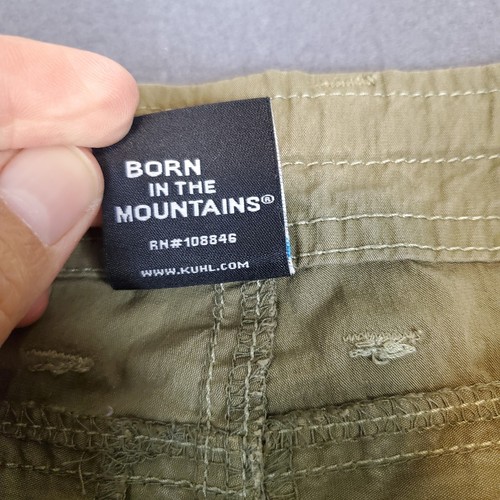 BORN
IN THE
MOUNTAINS®
RN#108846
WWW.KUHL.COM